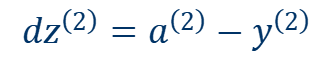 dz⁽²⁾ = a⁽²⁾ − y⁽²⁾